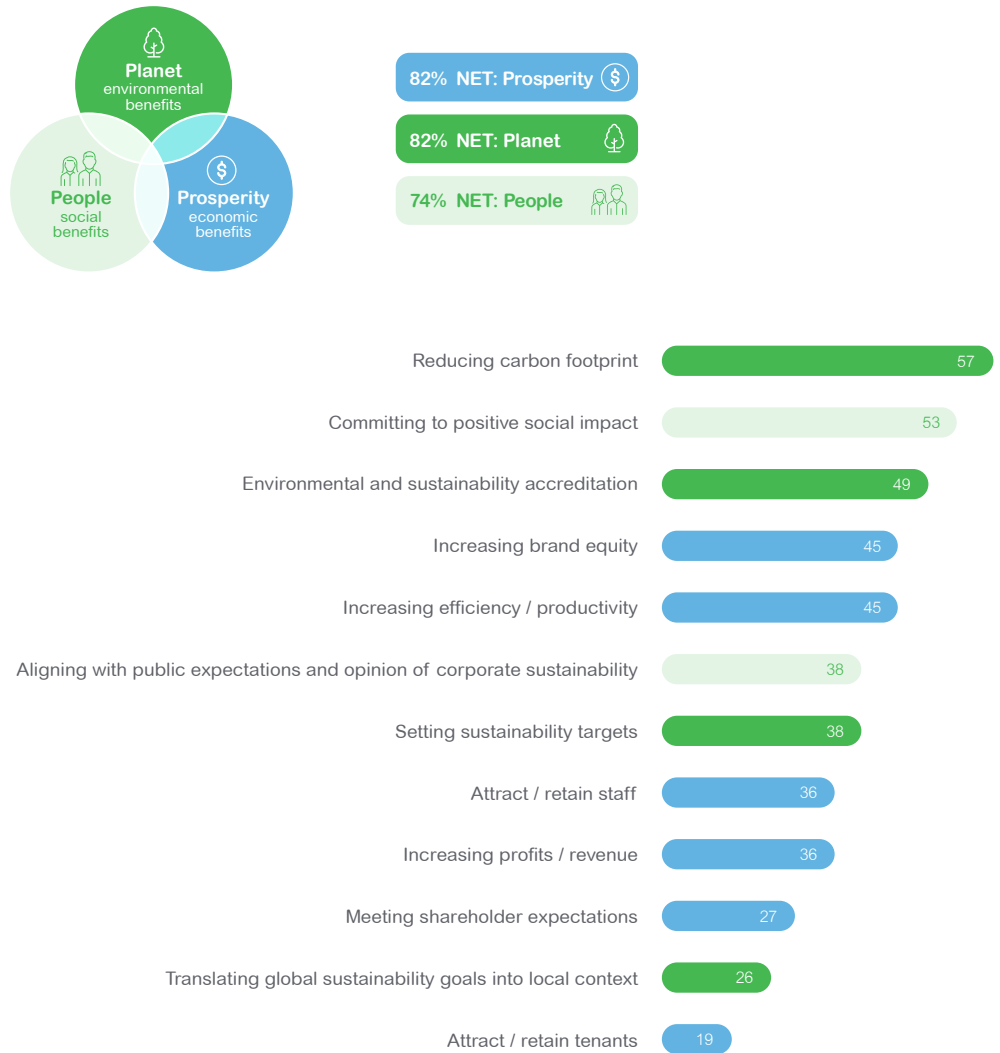 Planet
environmental
benefits
People
social
benefits
$
Prosperity
economic
benefits
82% NET: Prosperity $
82% NET: Planet
74% NET: People
Reducing carbon footprint 57
Committing to positive social impact 53
Environmental and sustainability accreditation 49
Increasing brand equity 45
Increasing efficiency / productivity 45
Aligning with public expectations and opinion of corporate sustainability 38
Setting sustainability targets 38
Attract / retain staff 36
Increasing profits / revenue 36
Meeting shareholder expectations 27
Translating global sustainability goals into local context 26
Attract / retain tenants 19